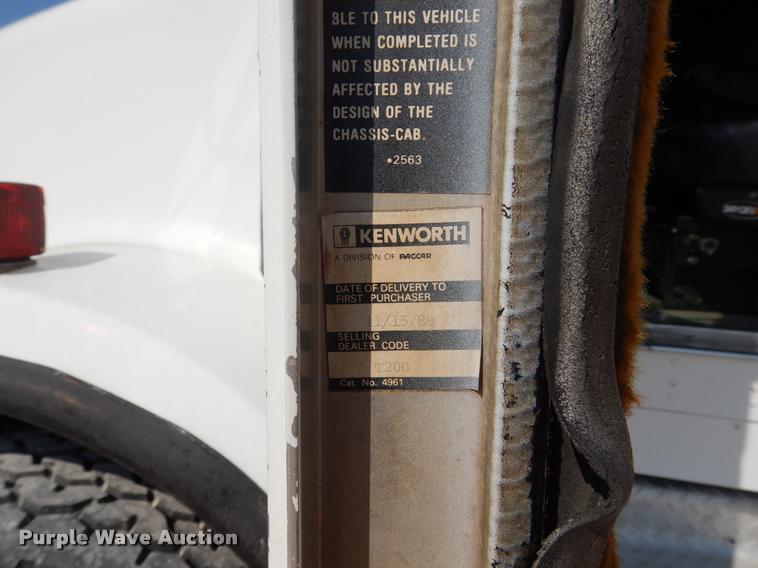 BLE TO THIS VEHICLE
WHEN COMPLETED IS
NOT SUBSTANTIALLY
AFFECTED BY THE
DESIGN OF THE
CHASSIS-CAB.
•2563
KENWORTH
A DIVISION OF PACCAR
DATE OF DELIVERY TO
FIRST PURCHASER
11/15/89
SELLING
DEALER CODE
T200
Cat. No. 4961
Purple Wave Auction